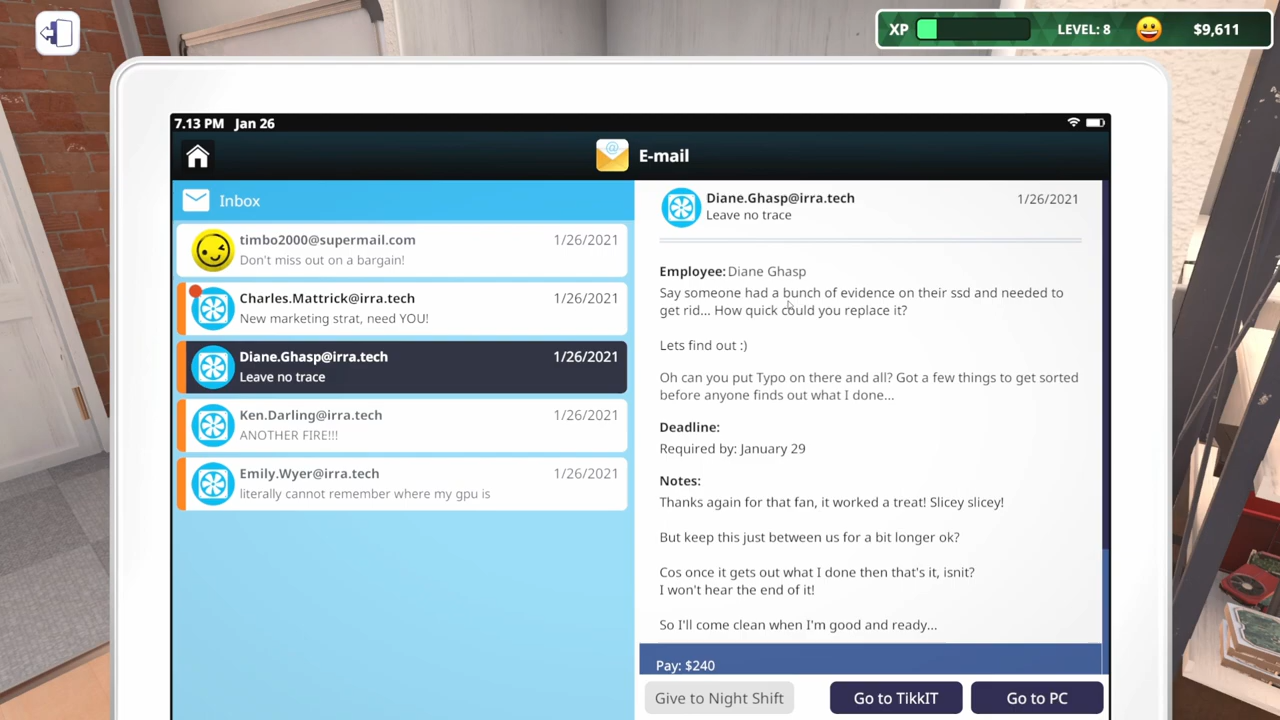 XP
LEVEL: 8
$9,611
7.13 PM Jan 26
E-mail
Inbox
timbo2000@supermail.com 1/26/2021
Don't miss out on a bargain!
Charles.Mattrick@irra.tech 1/26/2021
New marketing strat, need YOU!
Diane.Ghasp@irra.tech 1/26/2021
Leave no trace
Ken.Darling@irra.tech 1/26/2021
ANOTHER FIRE!!!
Emily.Wyer@irra.tech 1/26/2021
literally cannot remember where my gpu is
Diane.Ghasp@irra.tech 1/26/2021
Leave no trace
Employee: Diane Ghasp
Say someone had a bunch of evidence on their ssd and needed to
get rid... How quick could you replace it?
Lets find out :)
Oh can you put Typo on there and all? Got a few things to get sorted
before anyone finds out what I done...
Deadline:
Required by: January 29
Notes:
Thanks again for that fan, it worked a treat! Slicey slicey!
But keep this just between us for a bit longer ok?
Cos once it gets out what I done then that's it, isnit?
I won't hear the end of it!
So I'll come clean when I'm good and ready...
Pay: $240
Give to Night Shift
Go to TikkIT
Go to PC